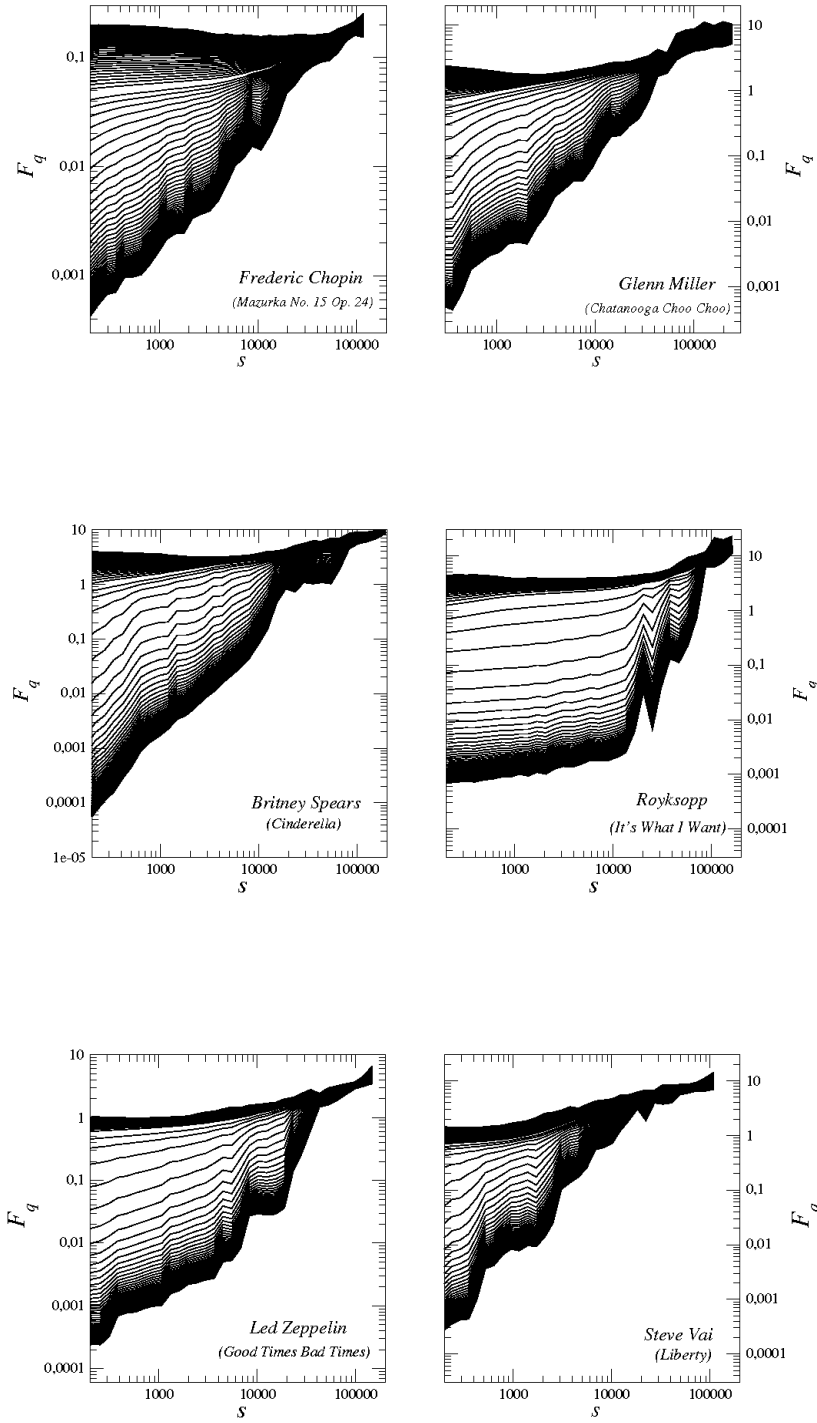 0,1
0,01
0,001
F_q
Frederic Chopin
(Mazurka No. 15 Op. 24)
1000 10000 100000
s
10
1
0,1
0,01
0,001
F_q
Glenn Miller
(Chatanooga Choo Choo)
1000 10000 100000
s
10
1
0,1
0,01
0,001
0,0001
1e-05
F_q
Britney Spears
(Cinderella)
1000 10000 100000
s
10
1
0,1
0,01
0,001
0,0001
F_q
Royksopp
(It's What I Want)
1000 10000 100000
s
10
1
0,1
0,01
0,001
0,0001
F_q
Led Zeppelin
(Good Times Bad Times)
1000 10000 100000
s
10
1
0,1
0,01
0,001
0,0001
F_q
Steve Vai
(Liberty)
1000 10000 100000
s